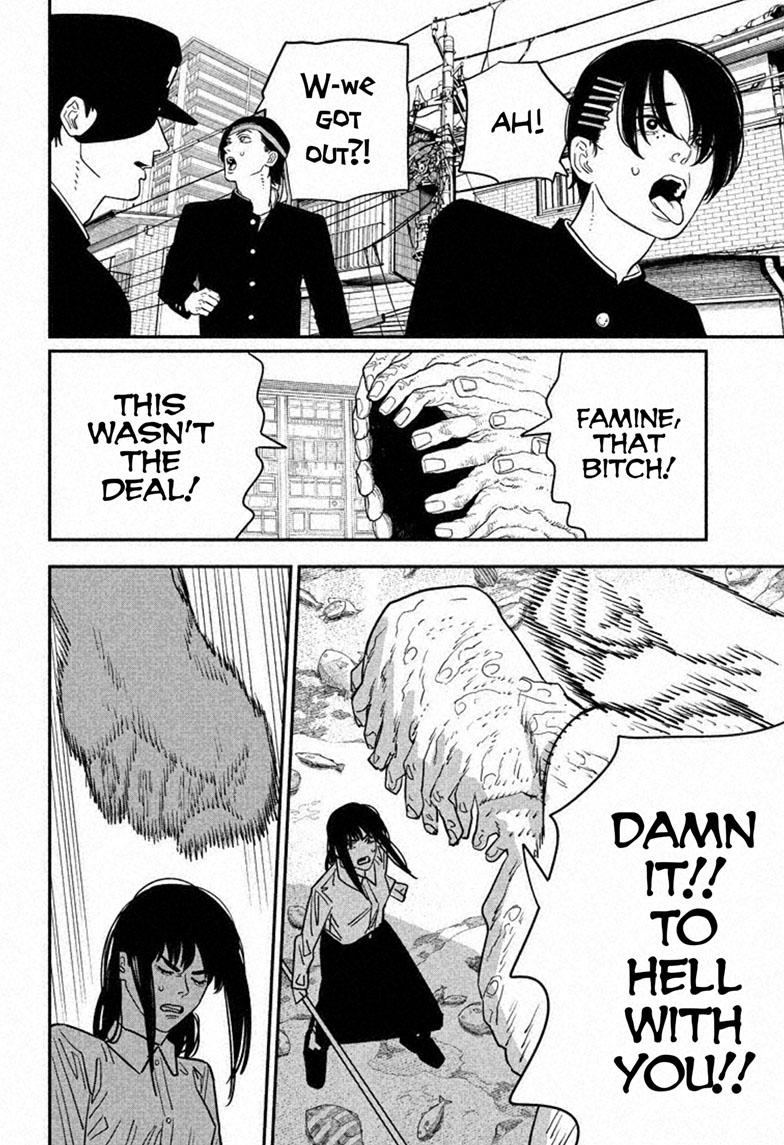 AH!
W-we
GOT
OUT?!
FAMINE,
THAT
BITCH!
THIS
WASN'T
THE
DEAL!
DAMN
IT!!
TO
HELL
WITH
YOU!!